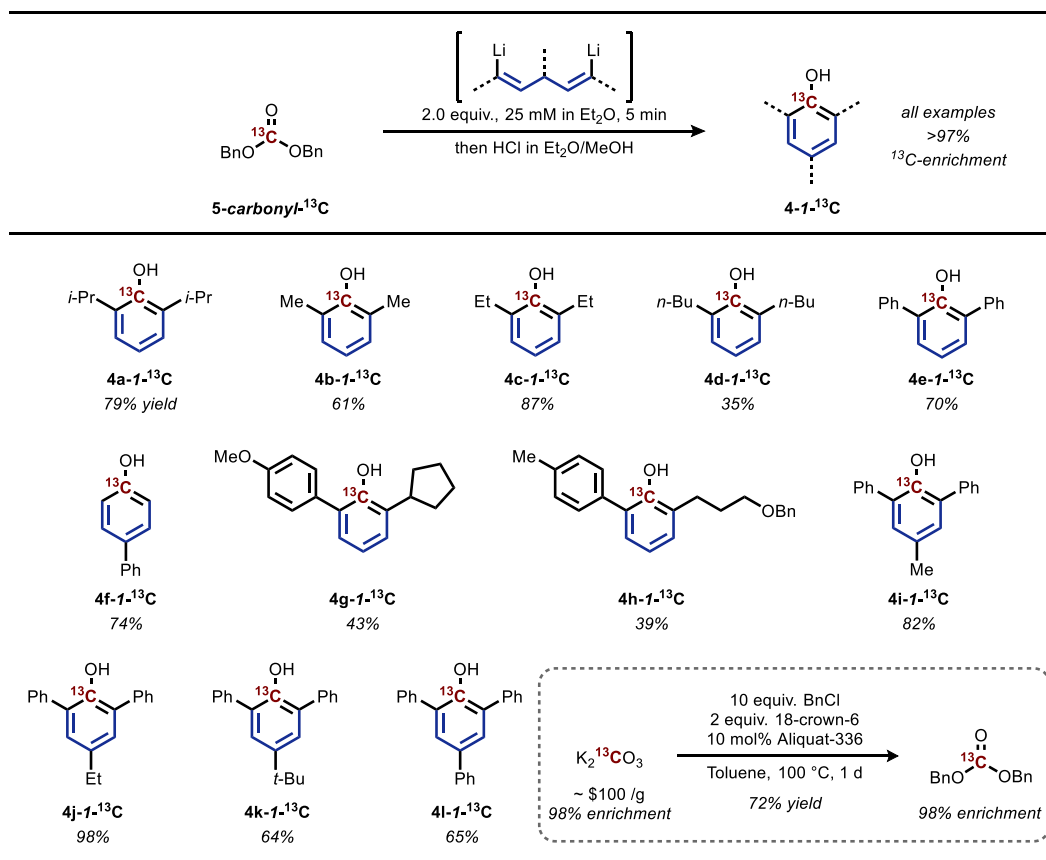 Li Li
2.0 equiv., 25 mM in Et₂O, 5 min
then HCl in Et₂O/MeOH
O
¹³C
BnO OBn
5-carbonyl-¹³C
OH
¹³C
4-1-¹³C
all examples
>97%
¹³C-enrichment
OH
i-Pr ¹³C i-Pr
4a-1-¹³C
79% yield
OH
Me ¹³C Me
4b-1-¹³C
61%
OH
Et ¹³C Et
4c-1-¹³C
87%
OH
n-Bu ¹³C n-Bu
4d-1-¹³C
35%
OH
Ph ¹³C Ph
4e-1-¹³C
70%
OH
¹³C
Ph
4f-1-¹³C
74%
MeO
OH
¹³C
4g-1-¹³C
43%
Me
OH
¹³C
OBn
4h-1-¹³C
39%
OH
Ph ¹³C Ph
Me
4i-1-¹³C
82%
OH
Ph ¹³C Ph
Et
4j-1-¹³C
98%
OH
Ph ¹³C Ph
t-Bu
4k-1-¹³C
64%
OH
Ph ¹³C Ph
Ph
4l-1-¹³C
65%
K₂¹³CO₃
~ $100 /g
98% enrichment
10 equiv. BnCl
2 equiv. 18-crown-6
10 mol% Aliquat-336
Toluene, 100 °C, 1 d
72% yield
O
¹³C
BnO OBn
98% enrichment